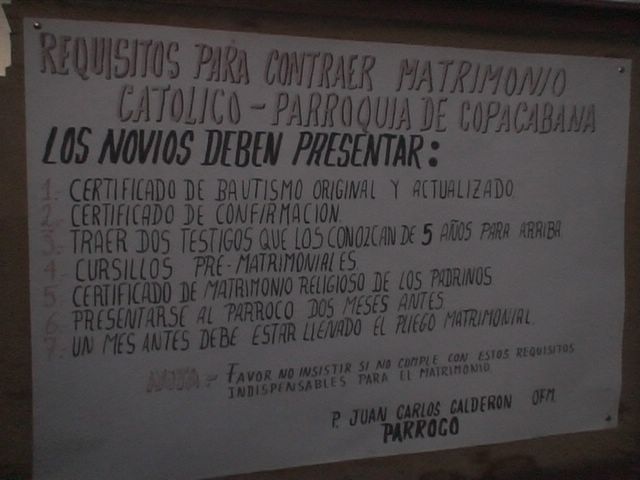 REQUISITOS PARA CONTRAER MATRIMONIO
CATOLICO - PARROQUIA DE COPACABANA
LOS NOVIOS DEBEN PRESENTAR:
1.- CERTIFICADO DE BAUTISMO ORIGINAL Y ACTUALIZADO
2.- CERTIFICADO DE CONFIRMACION
3.- TRAER DOS TESTIGOS QUE LOS CONOZCAN DE 5 AÑOS PARA ARRIBA
4.- CURSILLOS PRE-MATRIMONIALES
5.- CERTIFICADO DE MATRIMONIO RELIGIOSO DE LOS PADRINOS
6.- PRESENTARSE AL PARROCO DOS MESES ANTES
7.- UN MES ANTES DEBE ESTAR LLENADO EL PLIEGO MATRIMONIAL.
NOTA.- FAVOR NO INSISTIR SI NO CUMPLE CON ESTOS REQUISITOS
INDISPENSABLES PARA EL MATRIMONIO
P. JUAN CARLOS CALDERON OFM.
PARROCO